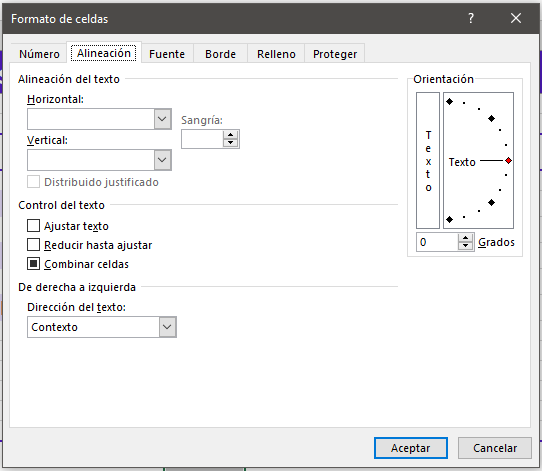 Formato de celdas
?
Número Alineación Fuente Borde Relleno Proteger
Alineación del texto
Horizontal:
Sangría:
Vertical:
Distribuido justificado
Control del texto
Ajustar texto
Reducir hasta ajustar
Combinar celdas
De derecha a izquierda
Dirección del texto:
Contexto
Orientación
Texto
Texto
0 Grados
Aceptar Cancelar